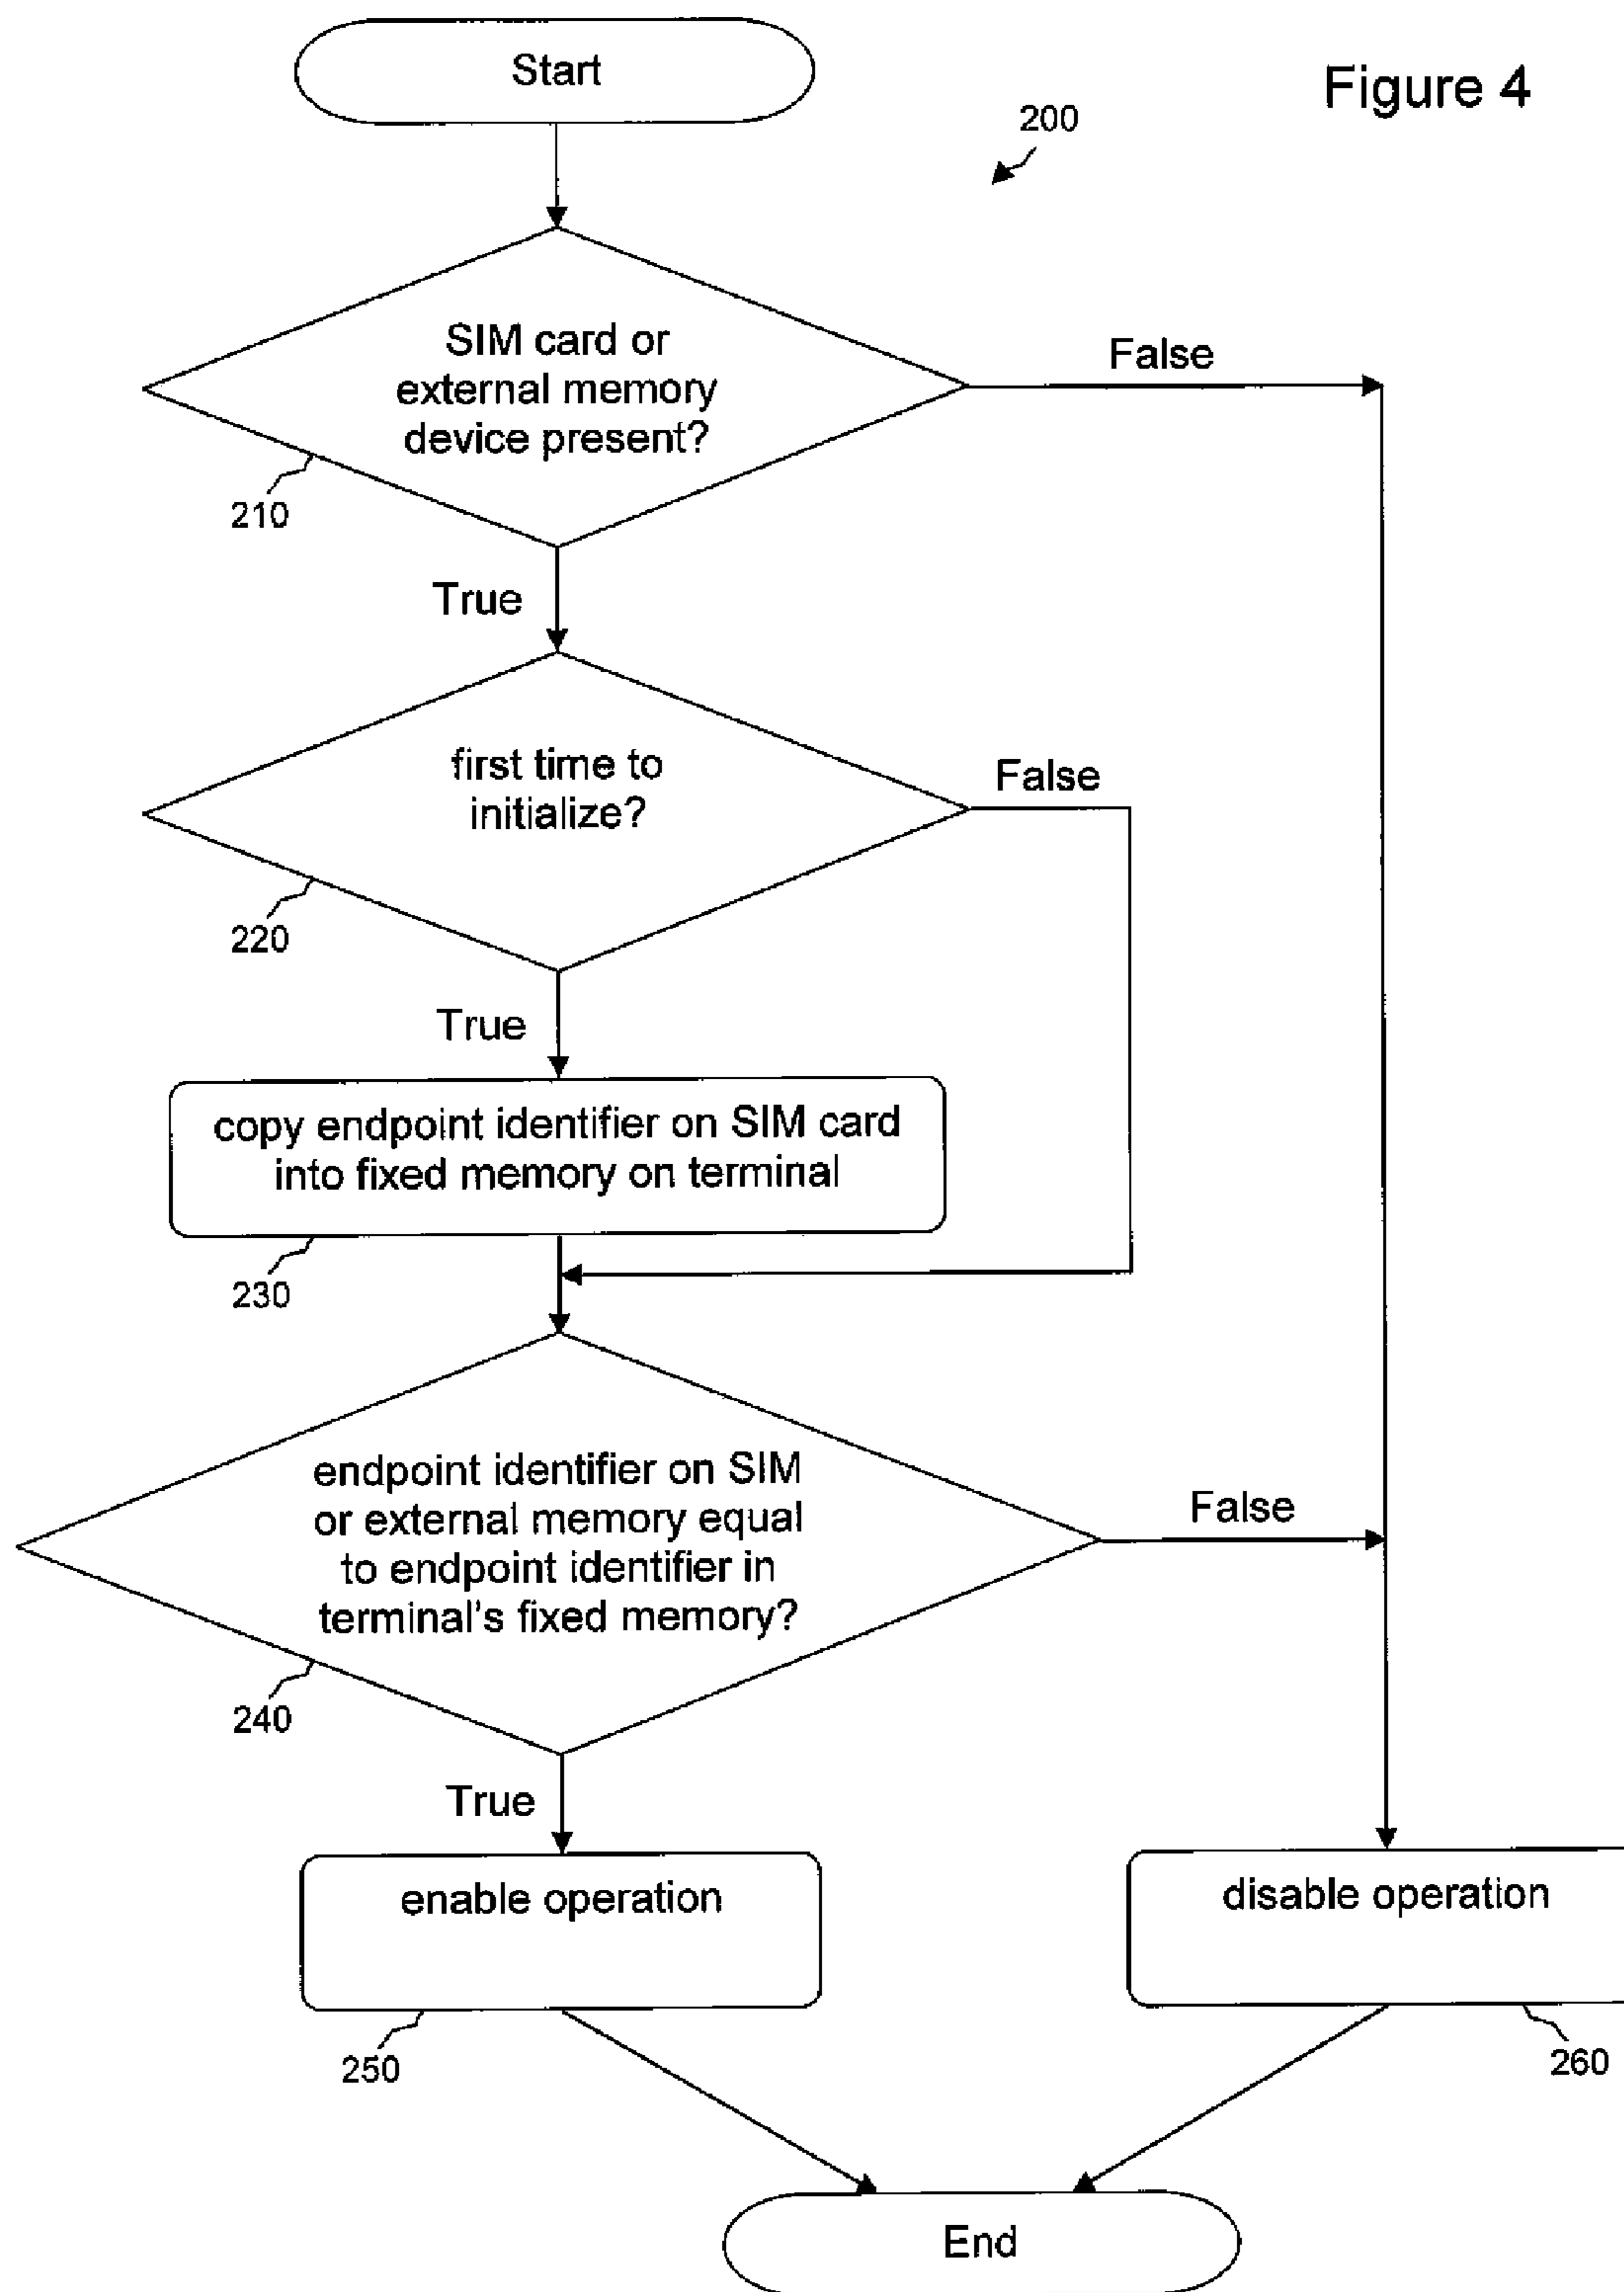 Start
Figure 4
200
SIM card or
external memory
device present?
False
210
True
first time to
initialize?
False
220
True
copy endpoint identifier on SIM card
into fixed memory on terminal
230
endpoint identifier on SIM
or external memory equal
to endpoint identifier in
terminal's fixed memory?
False
240
True
enable operation
disable operation
250
260
End